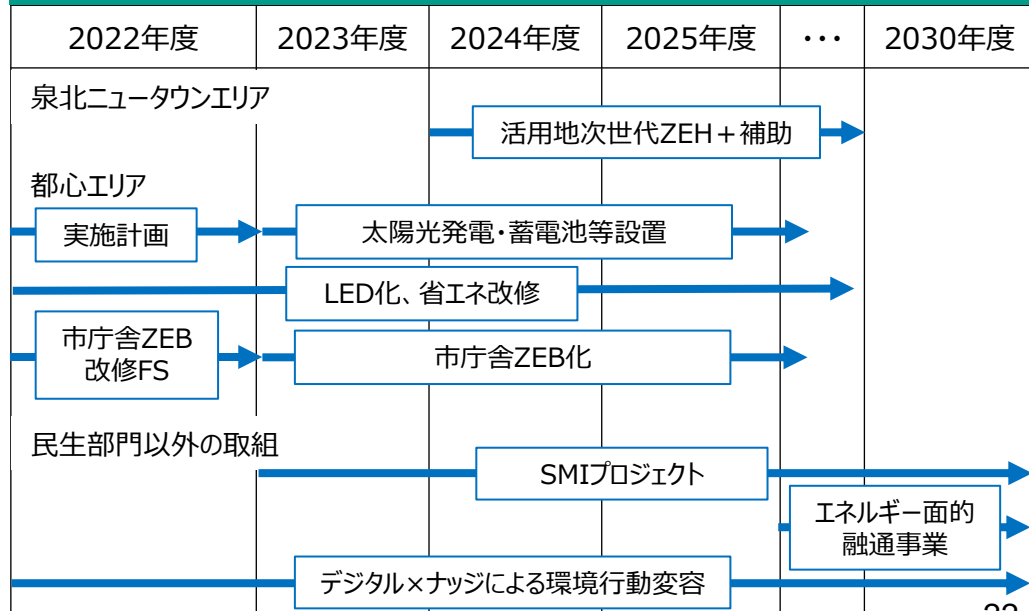 2022年度 2023年度 2024年度 2025年度 ・・・ 2030年度
泉北ニュータウンエリア
活用地次世代ZEH＋補助
都心エリア
実施計画 太陽光発電・蓄電池等設置
LED化、省エネ改修
市庁舎ZEB
改修FS
市庁舎ZEB化
民生部門以外の取組
SMIプロジェクト
エネルギー面的
融通事業
デジタル×ナッジによる環境行動変容